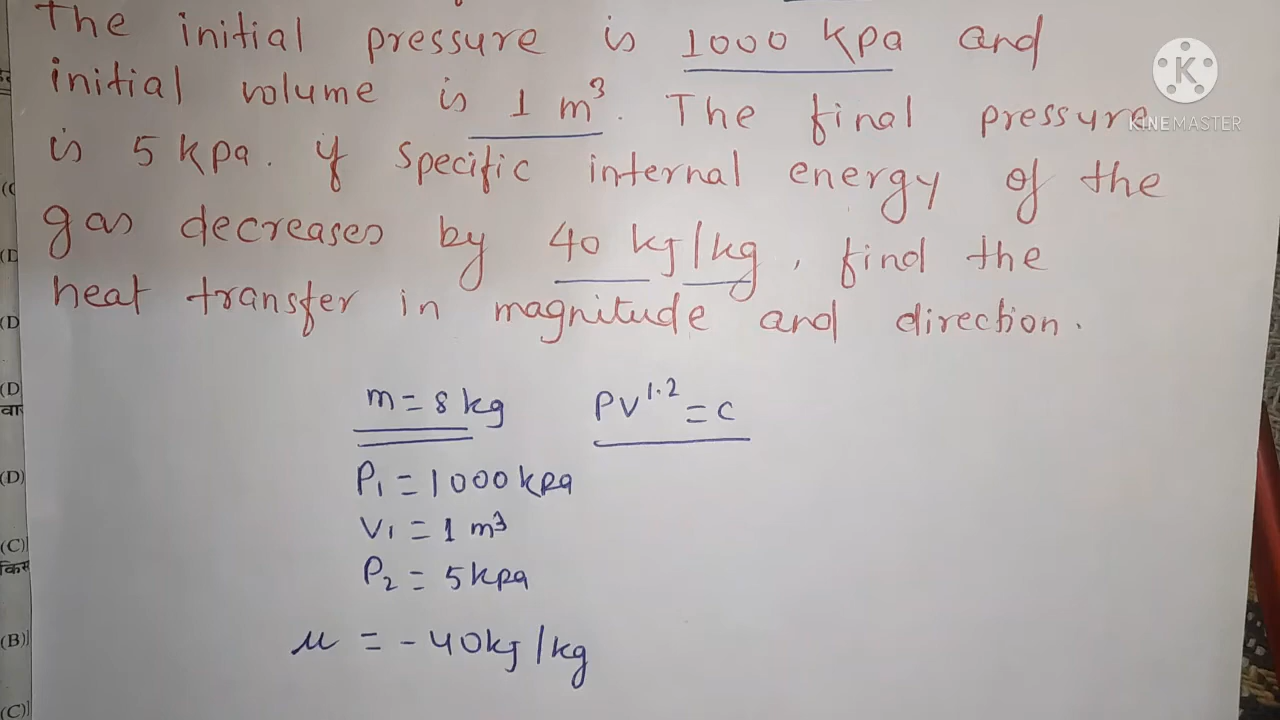 The initial pressure is 1000 kpa and
initial volume is 1 m³. The final pressure
is 5 kpa. if specific internal energy of the
gas decreases by 40 kj/kg, find the
heat transfer in magnitude and direction.
m = 8 kg PV^1.2 = C
P₁ = 1000 kpa
V₁ = 1 m³
P₂ = 5 kpa
u = - 40 kj/kg
K
KINEMASTER
(D)
(D)
(C)
(B)
(C)